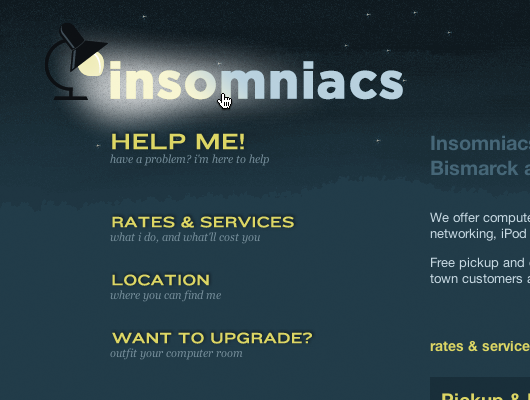 insomniacs
HELP ME!
have a problem? i'm here to help
RATES & SERVICES
what i do, and what'll cost you
LOCATION
where you can find me
WANT TO UPGRADE?
outfit your computer room
Insomniacs
Bismarck a
We offer compute
networking, iPod
Free pickup and
town customers a
rates & service
Pickup &